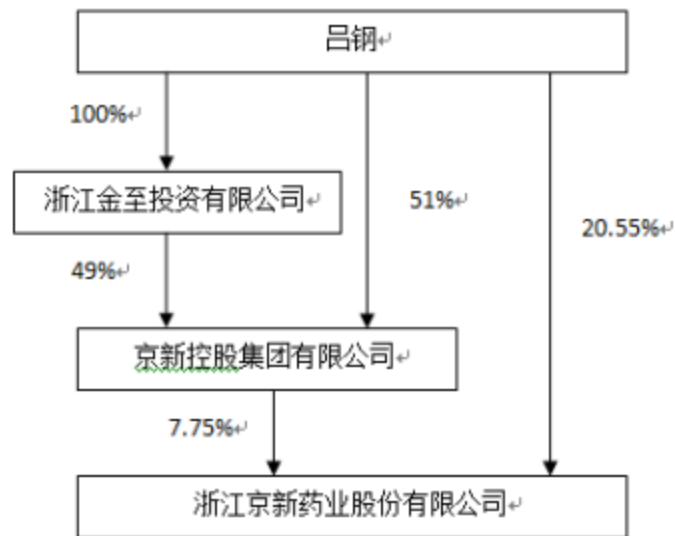 吕钢
100%
浙江金至投资有限公司
51%
20.55%
49%
京新控股集团有限公司
7.75%
浙江京新药业股份有限公司